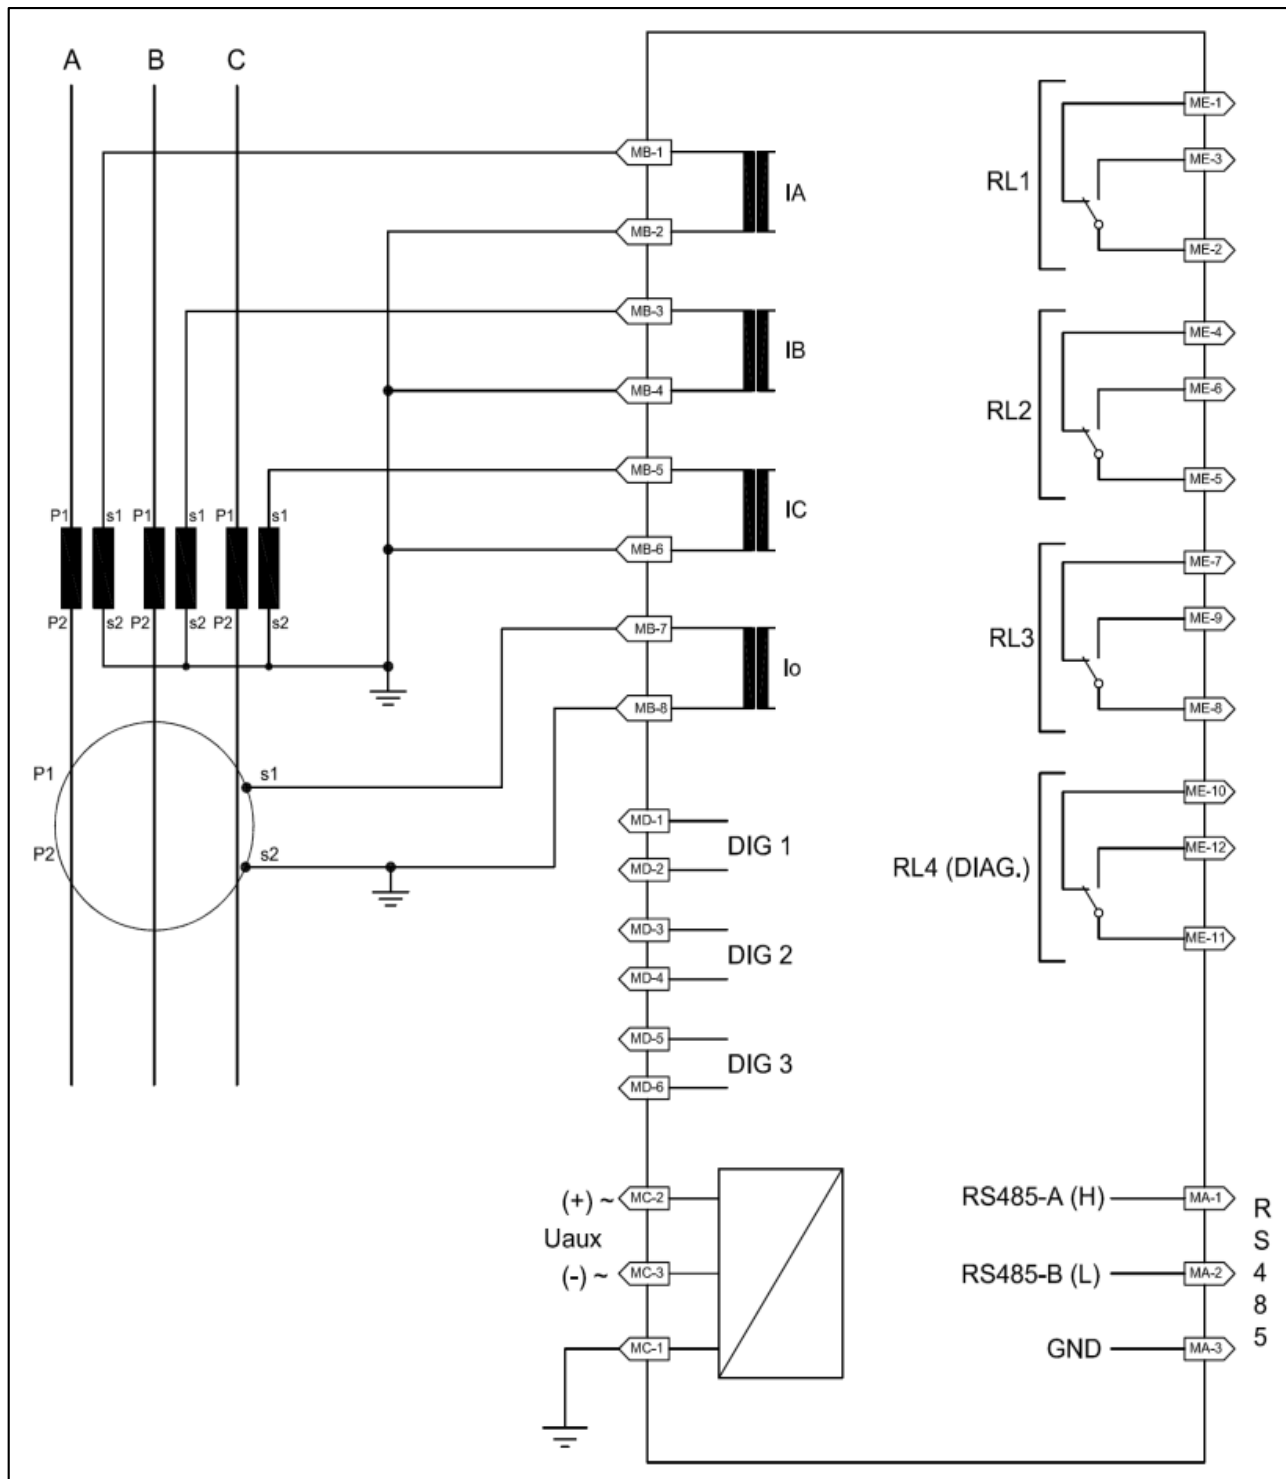 A B C
MB-1
IA
MB-2
MB-3
IB
MB-4
MB-5
IC
MB-6
P1 s1 P1 s1 P1 s1
P2 s2 P2 s2 P2 s2
MB-7
Io
MB-8
P1 s1
P2 s2
MD-1
DIG 1
MD-2
MD-3
DIG 2
MD-4
MD-5
DIG 3
MD-6
(+) ~ MC-2
Uaux
(-) ~ MC-3
MC-1
ME-1
ME-3
RL1
ME-2
ME-4
ME-6
RL2
ME-5
ME-7
ME-9
RL3
ME-8
ME-10
ME-12
RL4 (DIAG.)
ME-11
RS485-A (H) MA-1
RS485-B (L) MA-2
GND MA-3
R
S
4
8
5